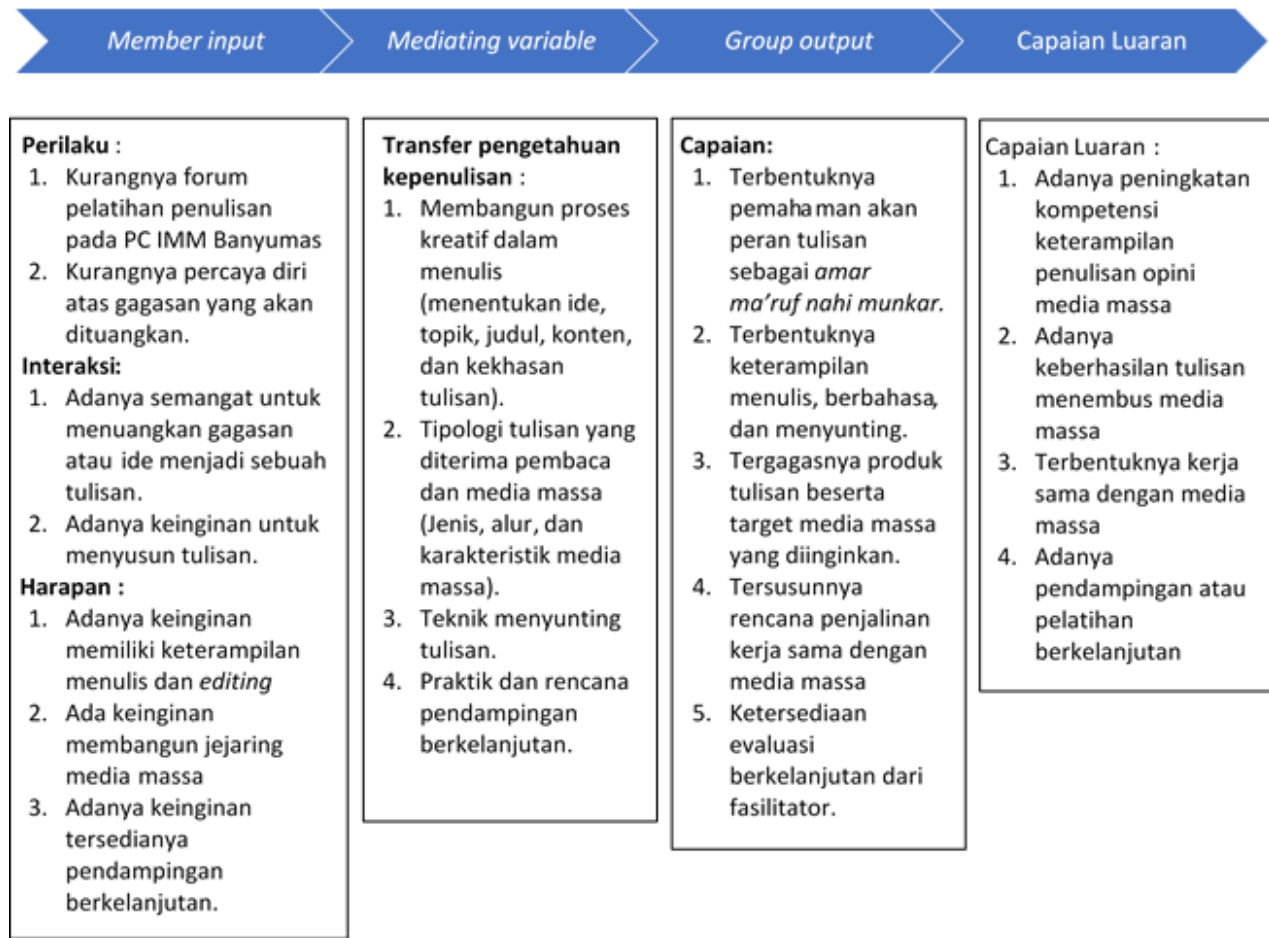 Member input
Mediating variable
Group output
Capaian Luaran
Perilaku :
1. Kurangnya forum
pelatihan penulisan
pada PC IMM Banyumas
2. Kurangnya percaya diri
atas gagasan yang akan
dituangkan.
Interaksi:
1. Adanya semangat untuk
menuangkan gagasan
atau ide menjadi sebuah
tulisan.
2. Adanya keinginan untuk
menyusun tulisan.
Harapan :
1. Adanya keinginan
memiliki keterampilan
menulis dan editing
2. Ada keinginan
membangun jejaring
media massa
3. Adanya keinginan
tersedianya
pendampingan
berkelanjutan.
Transfer pengetahuan
kepenulisan :
1. Membangun proses
kreatif dalam
menulis
(menentukan ide,
topik, judul, konten,
dan kekhasan
tulisan).
2. Tipologi tulisan yang
diterima pembaca
dan media massa
(Jenis, alur, dan
karakteristik media
massa).
3. Teknik menyunting
tulisan.
4. Praktik dan rencana
pendampingan
berkelanjutan.
Capaian:
1. Terbentuknya
pemahaman akan
peran tulisan
sebagai amar
ma’ruf nahi munkar.
2. Terbentuknya
keterampilan
menulis, berbahasa,
dan menyunting.
3. Tergagasnya produk
tulisan beserta
target media massa
yang diinginkan.
4. Tersusunnya
rencana penjalinan
kerja sama dengan
media massa
5. Ketersediaan
evaluasi
berkelanjutan dari
fasilitator.
Capaian Luaran :
1. Adanya peningkatan
kompetensi
keterampilan
penulisan opini
media massa
2. Adanya
keberhasilan tulisan
menembus media
massa
3. Terbentuknya kerja
sama dengan media
massa
4. Adanya
pendampingan atau
pelatihan
berkelanjutan